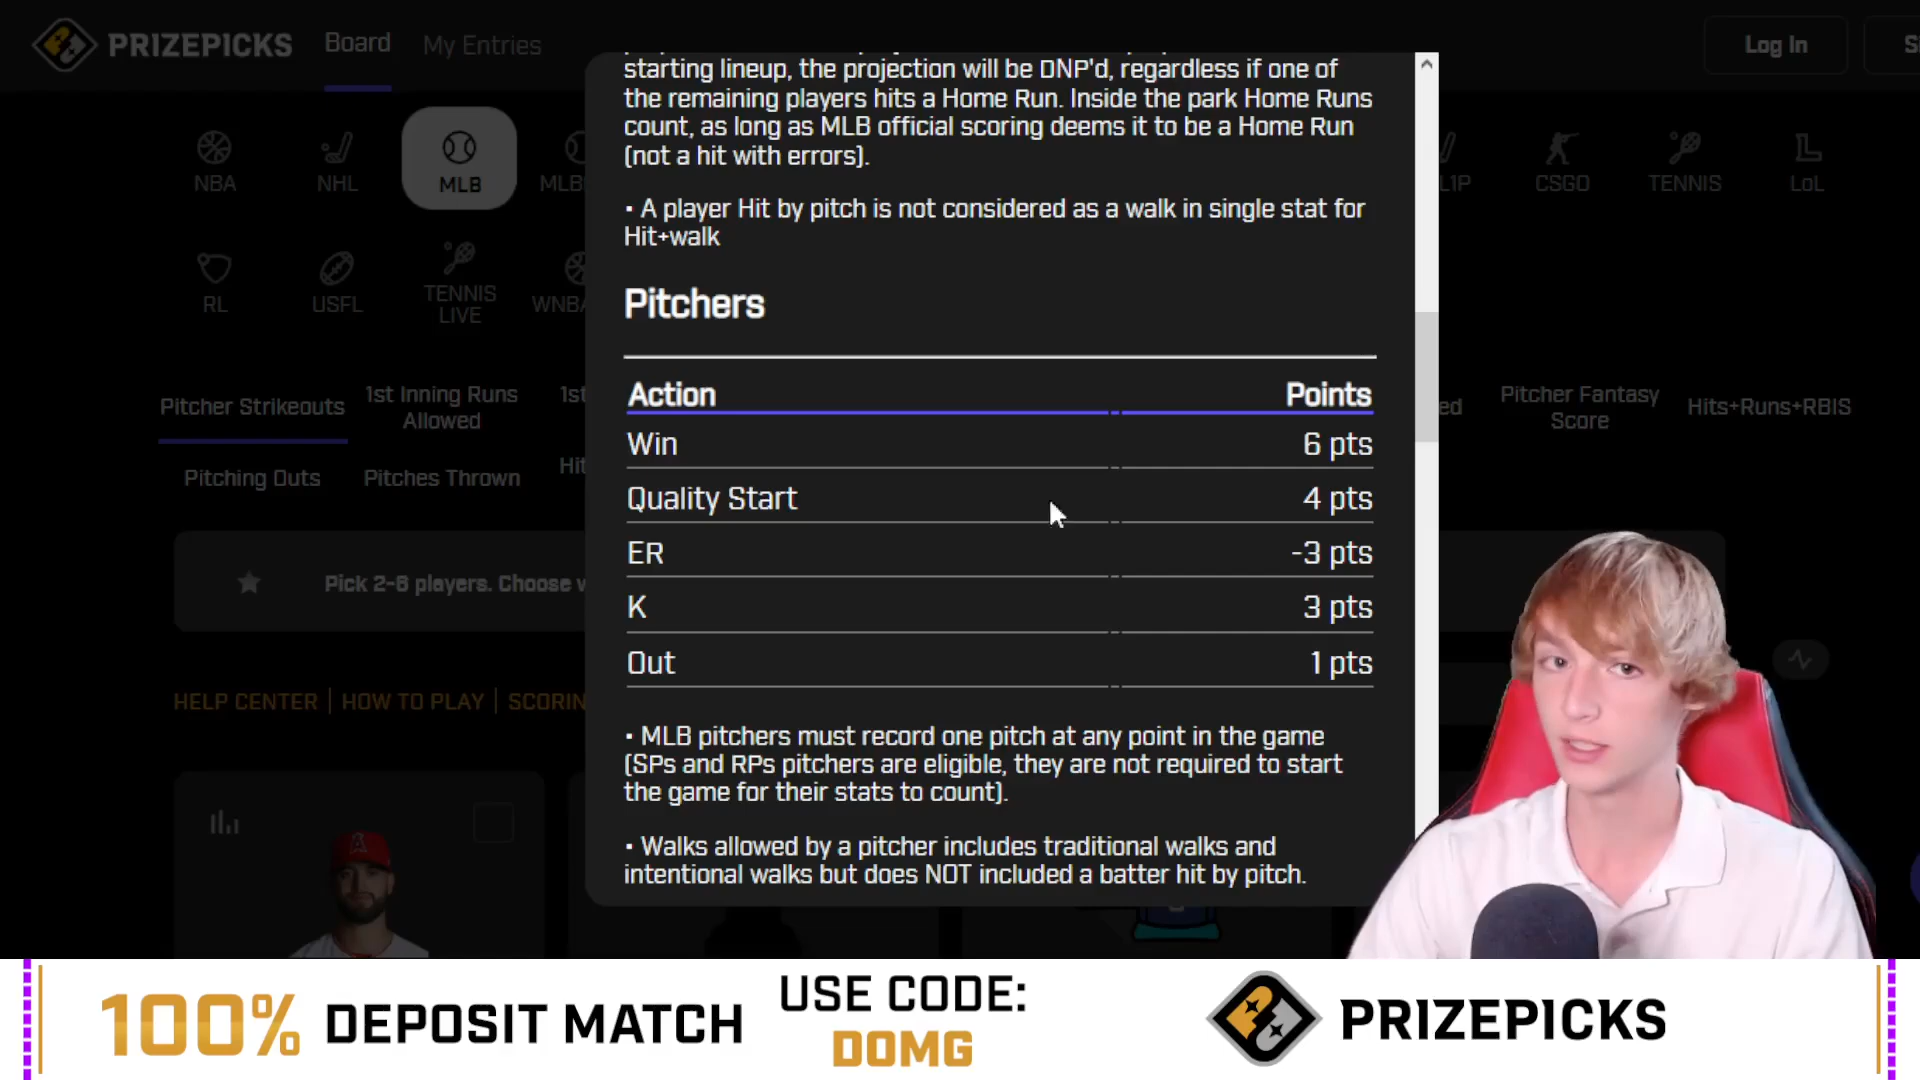 PRIZEPICKS
Board
My Entries
Log In
starting lineup, the projection will be DNP'd, regardless if one of
the remaining players hits a Home Run. Inside the park Home Runs
count, as long as MLB official scoring deems it to be a Home Run
(not a hit with errors).
NBA
NHL
MLB
L1P
CSGO
TENNIS
LoL
• A player Hit by pitch is not considered as a walk in single stat for
Hit+walk
RL
USFL
TENNIS
LIVE
Pitchers
Action Points
Win 6 pts
Quality Start 4 pts
ER -3 pts
K 3 pts
Out 1 pts
Pitcher Strikeouts
1st Inning Runs
Allowed
Pitcher Fantasy
Score
Hits+Runs+RBIS
Pitching Outs
Pitches Thrown
Pick 2-6 players. Choose
HELP CENTER | HOW TO PLAY |
• MLB pitchers must record one pitch at any point in the game
(SPs and RPs pitchers are eligible, they are not required to start
the game for their stats to count).
• Walks allowed by a pitcher includes traditional walks and
intentional walks but does NOT included a batter hit by pitch.
100% DEPOSIT MATCH
USE CODE:
DOMG
PRIZEPICKS